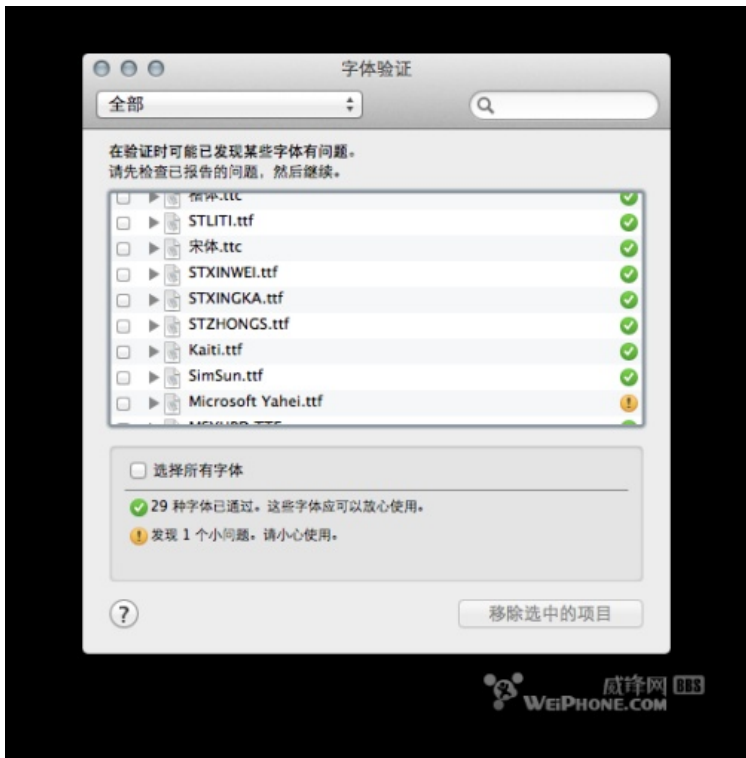 字体验证
全部
在验证时可能已发现某些字体有问题。
请先检查已报告的问题，然后继续。
楷体.ttc
STLITI.ttf
宋体.ttc
STXINWEI.ttf
STXINGKA.ttf
STZHONGS.ttf
Kaiti.ttf
SimSun.ttf
Microsoft Yahei.ttf
选择所有字体
29 种字体已通过。这些字体应可以放心使用。
发现 1 个小问题。请小心使用。
?
移除选中的项目
威锋网 BBS
WEIPHONE.COM